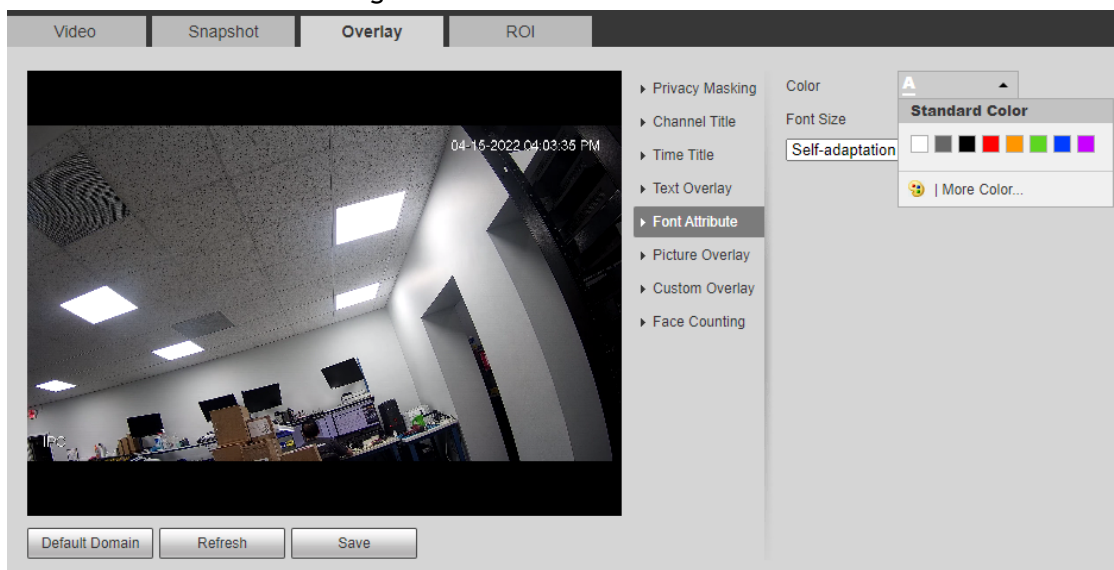 Video Snapshot Overlay ROI
04-15-2022 04:03:35 PM
IPC
Default Domain Refresh Save
Privacy Masking
Channel Title
Time Title
Text Overlay
Font Attribute
Picture Overlay
Custom Overlay
Face Counting
Color A
Font Size
Self-adaptation
Standard Color
| More Color...